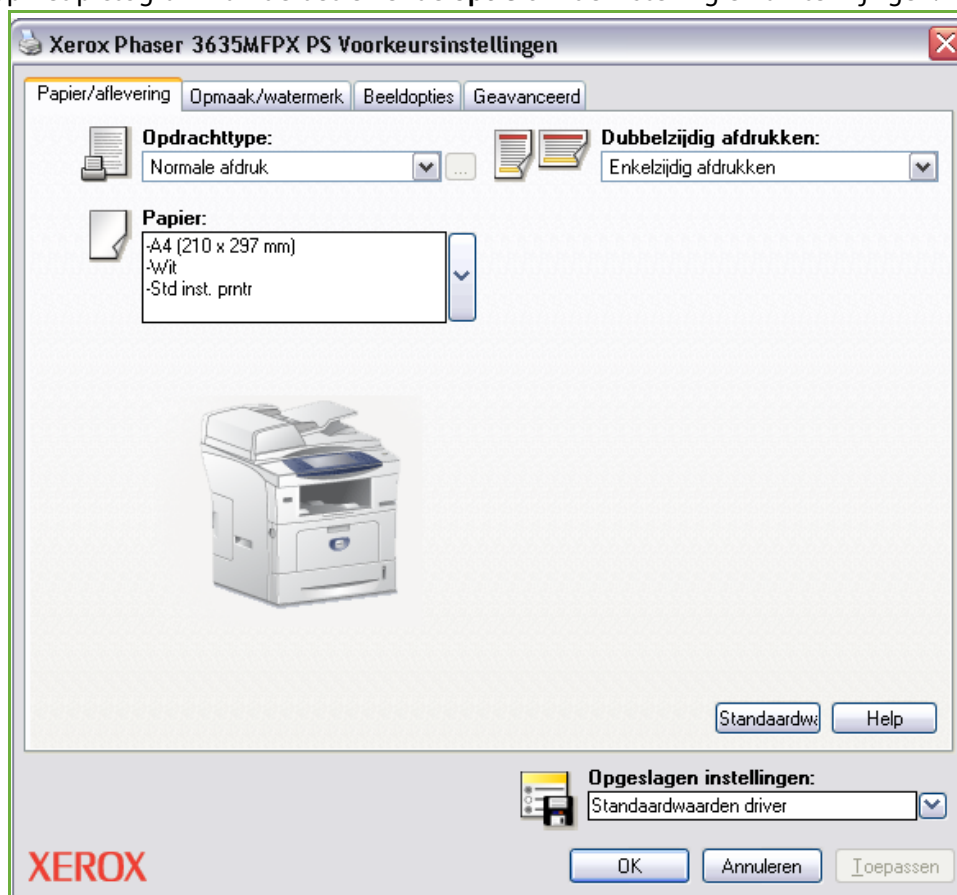 Xerox Phaser 3635MFPX PS Voorkeursinstellingen
Papier/aflevering Opmaak/watermerk Beeldopties Geavanceerd
Opdrachttype: Dubbelzijdig afdrukken:
Normale afdruk ... Enkelzijdig afdrukken
Papier:
-A4 (210 x 297 mm)
-Wit
-Std inst. prntr
Standaardwa Help
Opgeslagen instellingen:
Standaardwaarden driver
XEROX OK Annuleren Toepassen